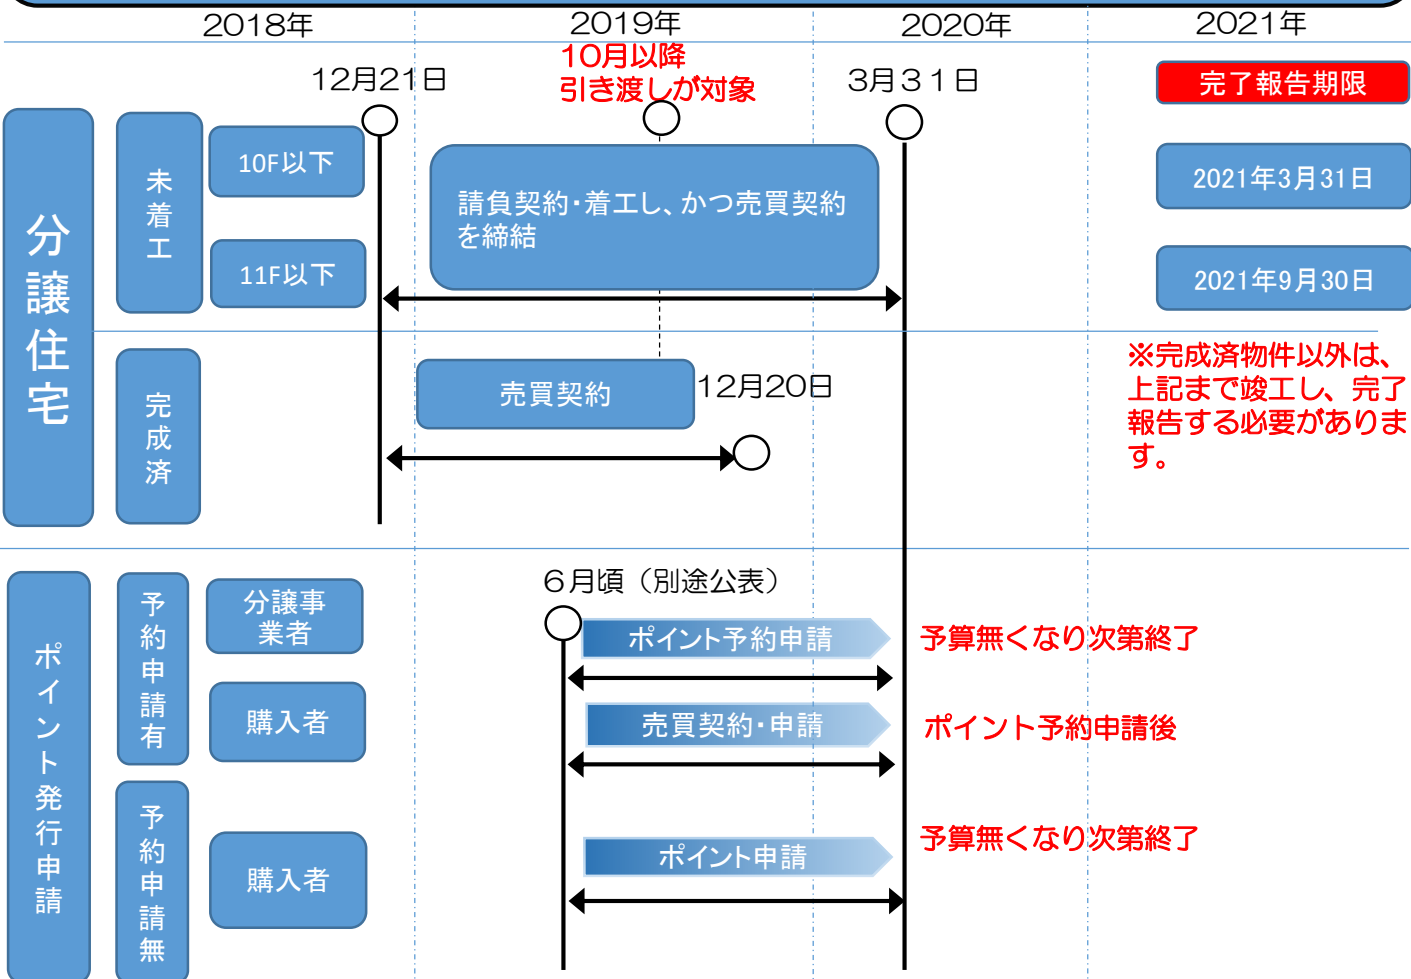 2018年
2019年
2020年
2021年
12月21日
10月以降
引き渡しが対象
3月３１日
完了報告期限
分譲住宅
未着工
10F以下
11F以下
請負契約・着工し、かつ売買契約
を締結
2021年3月31日
2021年9月30日
完成済
売買契約
12月20日
※完成済物件以外は、
上記まで竣工し、完了
報告する必要がありま
す。
ポイント発行申請
予約申請有
分譲事
業者
購入者
６月頃（別途公表）
ポイント予約申請
予算無くなり次第終了
売買契約・申請
ポイント予約申請後
予約申請無
購入者
ポイント申請
予算無くなり次第終了